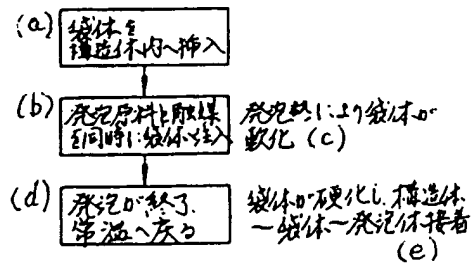 (a)
袋体を
構造体内へ挿入
(b)
発泡原料と触媒
を同時に袋体へ注入
発泡熱により袋体が
軟化 (c)
(d)
発泡が終了、
常温へ戻る
袋体が硬化し、構造体
―袋体―発泡体接着
(e)